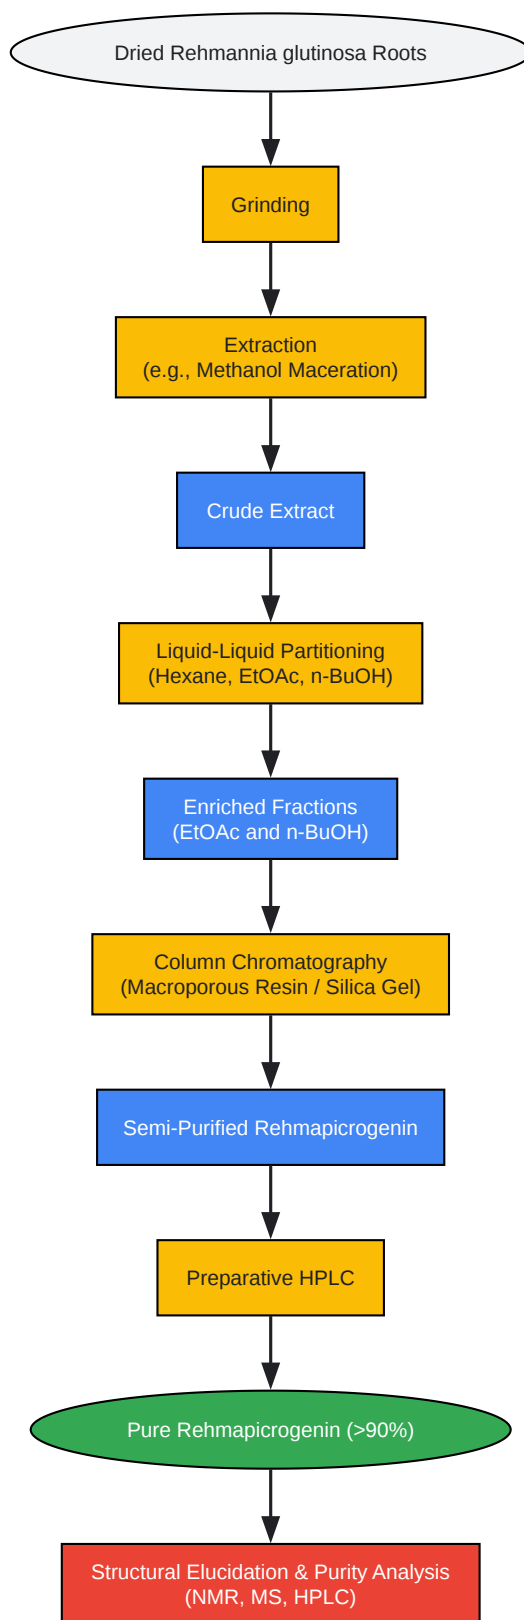 Dried Rehmannia glutinosa Roots
Grinding
Extraction
(e.g., Methanol Maceration)
Crude Extract
Liquid-Liquid Partitioning
(Hexane, EtOAc, n-BuOH)
Enriched Fractions
(EtOAc and n-BuOH)
Column Chromatography
(Macroporous Resin / Silica Gel)
Semi-Purified Rehmapicrogenin
Preparative HPLC
Pure Rehmapicrogenin (>90%)
Structural Elucidation & Purity Analysis
(NMR, MS, HPLC)